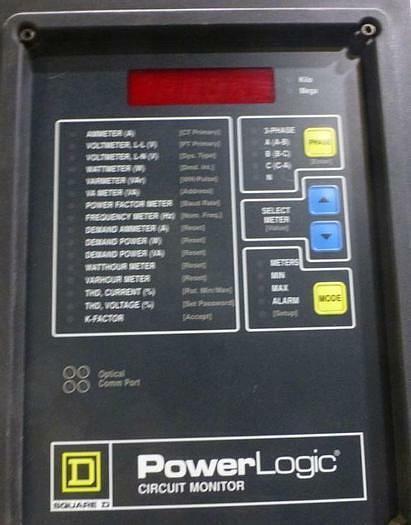 Kilo
Mega
AMMETER (A) [CT Primary]
VOLTMETER, L-L (V) [PT Primary]
VOLTMETER, L-N (V) [Sys. Type]
WATTMETER (W) [Dmd. Int.]
VARMETER (VAr) [WH/Pulse]
VA METER (VA) [Address]
POWER FACTOR METER [Baud Rate]
FREQUENCY METER (Hz) [Nom. Freq.]
DEMAND AMMETER (A) [Reset]
DEMAND POWER (W) [Reset]
DEMAND POWER (VA) [Reset]
WATTHOUR METER [Reset]
VARHOUR METER [Reset]
THD, CURRENT (%) [Rst. Min/Max]
THD, VOLTAGE (%) [Set Password]
K-FACTOR [Accept]
3-PHASE
A (A-B)
B (B-C)
C (C-A)
N
PHASE
[Enter]
SELECT
METER
[Value]
METERS
MIN
MAX
ALARM
[Setup]
MODE
Optical
Comm Port
D
SQUARE D
PowerLogic®
CIRCUIT MONITOR